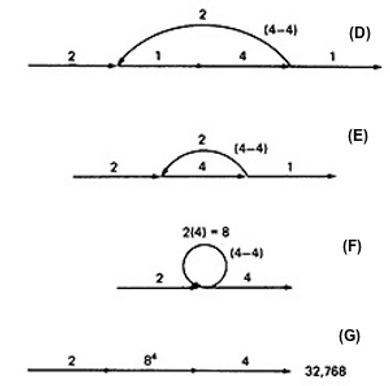 2
(4-4)
(D)
2 1 4 1
2
(4-4)
(E)
2 4 1
2(4) = 8
(F)
(4-4)
2 4
(G)
2 8⁴ 4 32,768